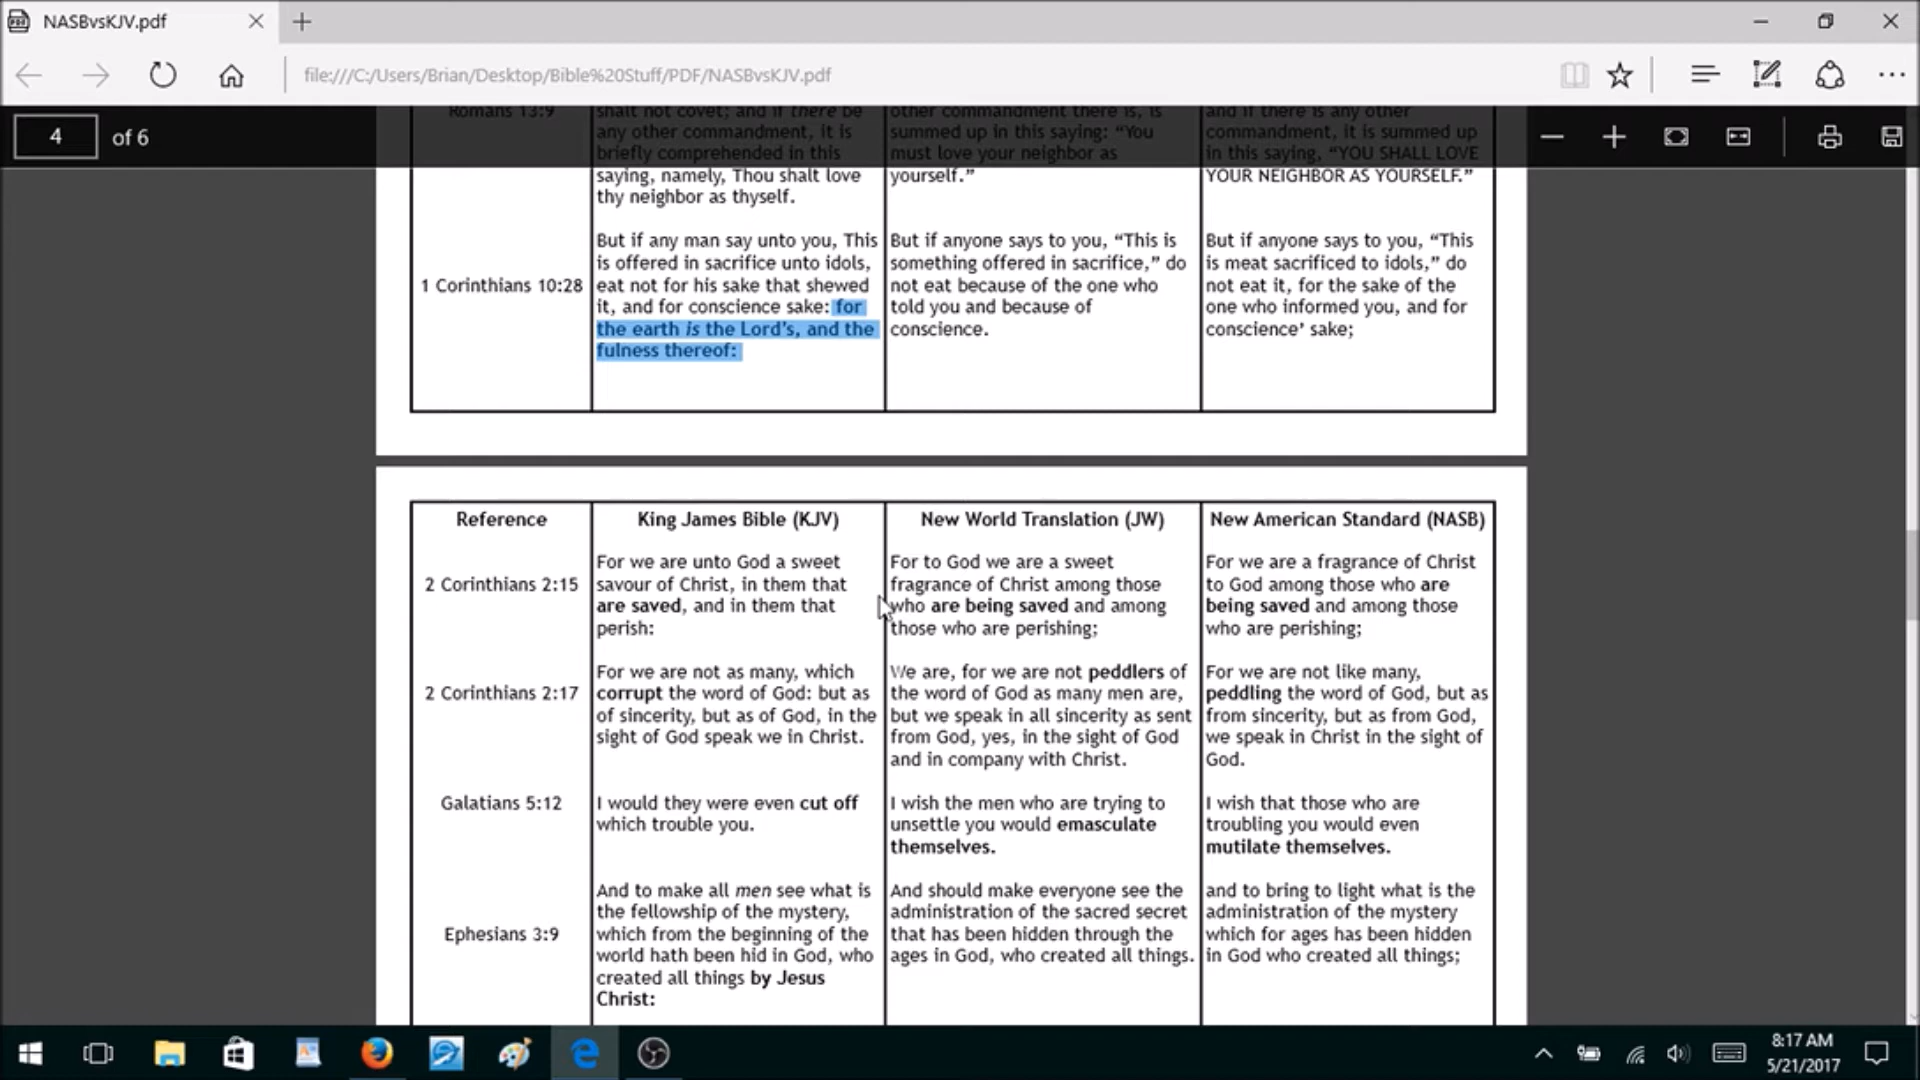 NASBvsKJV.pdf
file:///C:/Users/Brian/Desktop/Bible%20Stuff/PDF/NASBvsKJV.pdf
4 of 6
Romans 13:9
shalt not covet; and if there be
any other commandment, it is
briefly comprehended in this
saying, namely, Thou shalt love
thy neighbor as thyself.
other commandment there is, is
summed up in this saying: “You
must love your neighbor as
yourself.”
and if there is any other
commandment, it is summed up
in this saying, “YOU SHALL LOVE
YOUR NEIGHBOR AS YOURSELF.”
1 Corinthians 10:28
But if any man say unto you, This
is offered in sacrifice unto idols,
eat not for his sake that shewed
it, and for conscience sake: for
the earth is the Lord’s, and the
fulness thereof:
But if anyone says to you, “This is
something offered in sacrifice,” do
not eat because of the one who
told you and because of
conscience.
But if anyone says to you, “This
is meat sacrificed to idols,” do
not eat it, for the sake of the
one who informed you, and for
conscience’ sake;
Reference
King James Bible (KJV)
New World Translation (JW)
New American Standard (NASB)
2 Corinthians 2:15
For we are unto God a sweet
savour of Christ, in them that
are saved, and in them that
perish:
For to God we are a sweet
fragrance of Christ among those
who are being saved and among
those who are perishing;
For we are a fragrance of Christ
to God among those who are
being saved and among those
who are perishing;
2 Corinthians 2:17
For we are not as many, which
corrupt the word of God: but as
of sincerity, but as of God, in the
sight of God speak we in Christ.
We are, for we are not peddlers of
the word of God as many men are,
but we speak in all sincerity as sent
from God, yes, in the sight of God
and in company with Christ.
For we are not like many,
peddling the word of God, but as
from sincerity, but as from God,
we speak in Christ in the sight of
God.
Galatians 5:12
I would they were even cut off
which trouble you.
I wish the men who are trying to
unsettle you would emasculate
themselves.
I wish that those who are
troubling you would even
mutilate themselves.
Ephesians 3:9
And to make all men see what is
the fellowship of the mystery,
which from the beginning of the
world hath been hid in God, who
created all things by Jesus
Christ:
And should make everyone see the
administration of the sacred secret
that has been hidden through the
ages in God, who created all things.
and to bring to light what is the
administration of the mystery
which for ages has been hidden
in God who created all things;
8:17 AM
5/21/2017